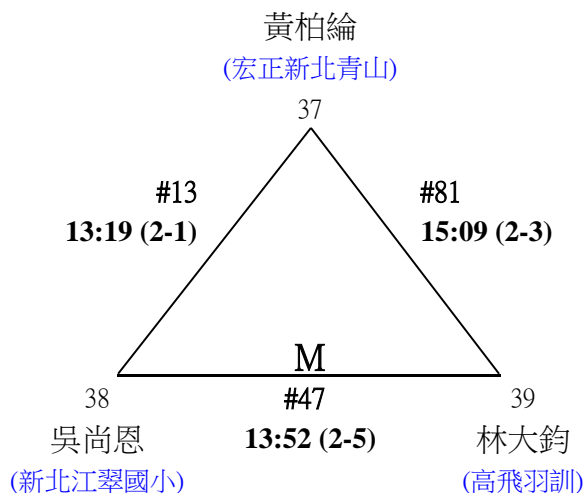 黃柏綸
(宏正新北青山)
37
#13
#81
13:19 (2-1)
15:09 (2-3)
M
38
#47
39
吳尚恩
13:52 (2-5)
林大鈞
(新北江翠國小)
(高飛羽訓)